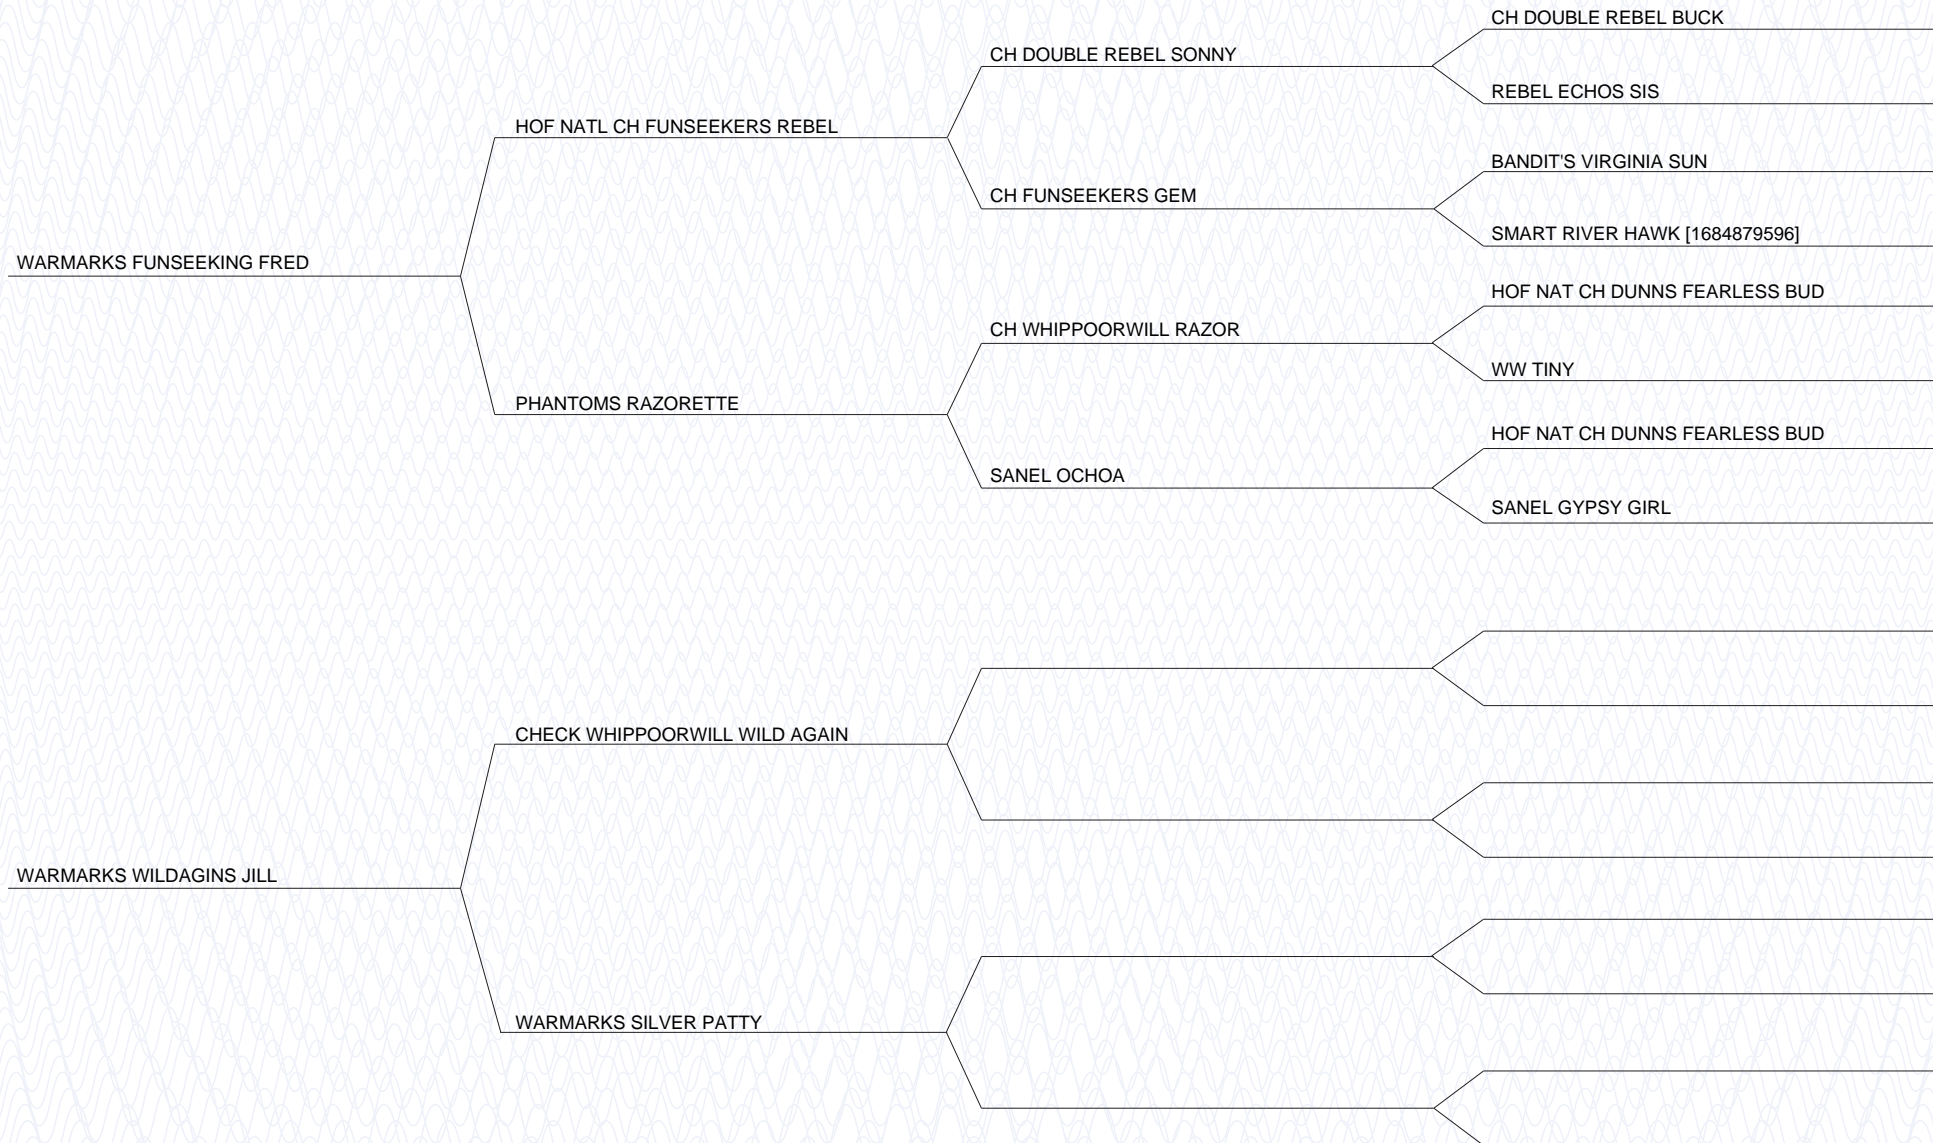 CH DOUBLE REBEL BUCK
CH DOUBLE REBEL SONNY
REBEL ECHOS SIS
HOF NATL CH FUNSEEKERS REBEL
BANDIT'S VIRGINIA SUN
CH FUNSEEKERS GEM
SMART RIVER HAWK [1684879596]
WARMARKS FUNSEEKING FRED
HOF NAT CH DUNNS FEARLESS BUD
CH WHIPPOORWILL RAZOR
WW TINY
PHANTOMS RAZORETTE
HOF NAT CH DUNNS FEARLESS BUD
SANEL OCHOA
SANEL GYPSY GIRL
CHECK WHIPPOORWILL WILD AGAIN
WARMARKS WILDAGINS JILL
WARMARKS SILVER PATTY